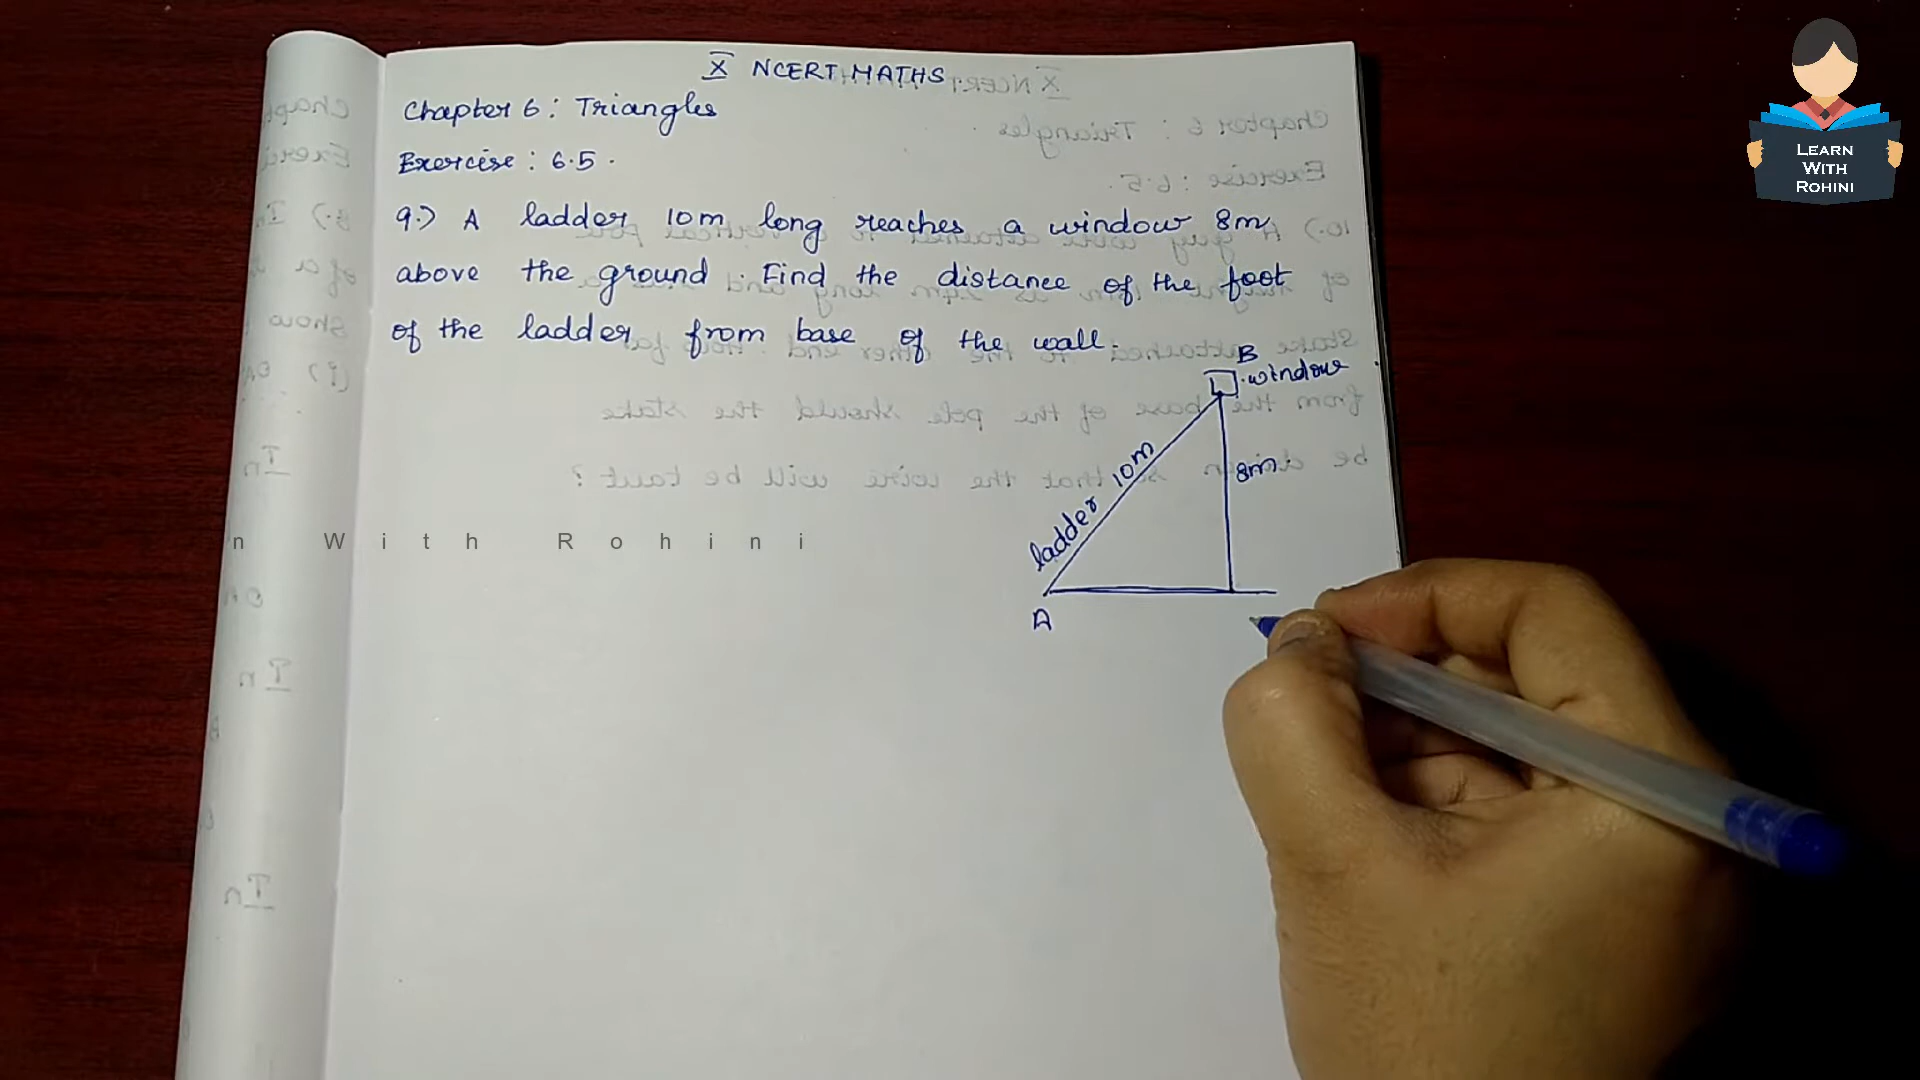 X NCERT MATHS.
Chapter 6 : Triangles
Exercise : 6.5 .
9.) A ladder 10m long reaches a window 8m
above the ground . Find the distance of the foot
of the ladder from base of the wall.
B
window
ladder 10m
8m
A
n With Rohini
LEARN
WITH
ROHINI